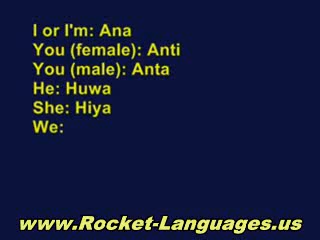 I or I'm: Ana
You (female): Anti
You (male): Anta
He: Huwa
She: Hiya
We:
www.Rocket-Languages.us